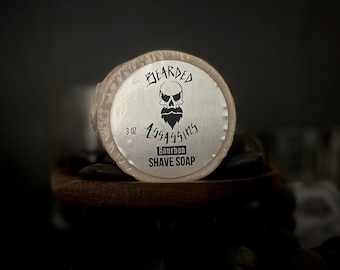 BEARDED
3 OZ
ASSASSINS
Bourbon
SHAVE SOAP